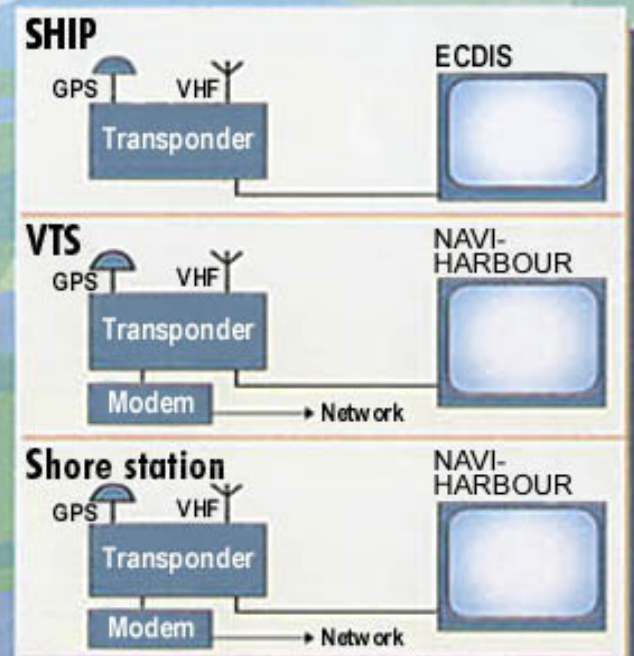 SHIP
GPS
VHF
ECDIS
Transponder
VTS
GPS
VHF
NAVI-
HARBOUR
Transponder
Modem
Network
Shore station
GPS
VHF
NAVI-
HARBOUR
Transponder
Modem
Network